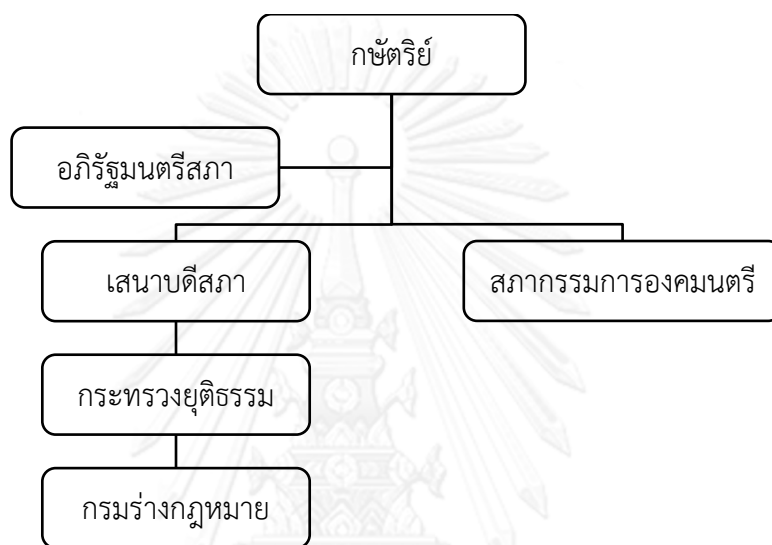 กษัตริย์
อภิรัฐมนตรีสภา
เสนาบดีสภา
สภากรรมการองคมนตรี
กระทรวงยุติธรรม
กรมร่างกฎหมาย